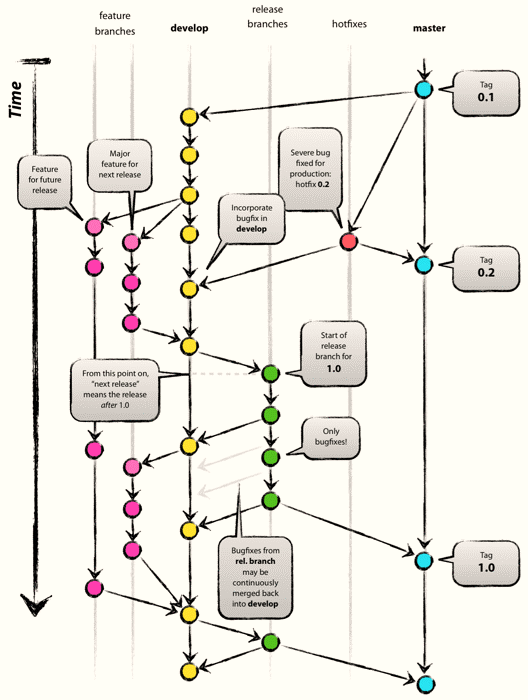 feature
branches
develop
release
branches
hotfixes
master
Time
Tag
0.1
Major
feature for
next release
Feature
for future
release
Severe bug
fixed for
production:
hotfix 0.2
Incorporate
bugfix in
develop
Tag
0.2
Start of
release
branch for
1.0
From this point on,
“next release”
means the release
after 1.0
Only
bugfixes!
Bugfixes from
rel. branch
may be
continuously
merged back
into develop
Tag
1.0